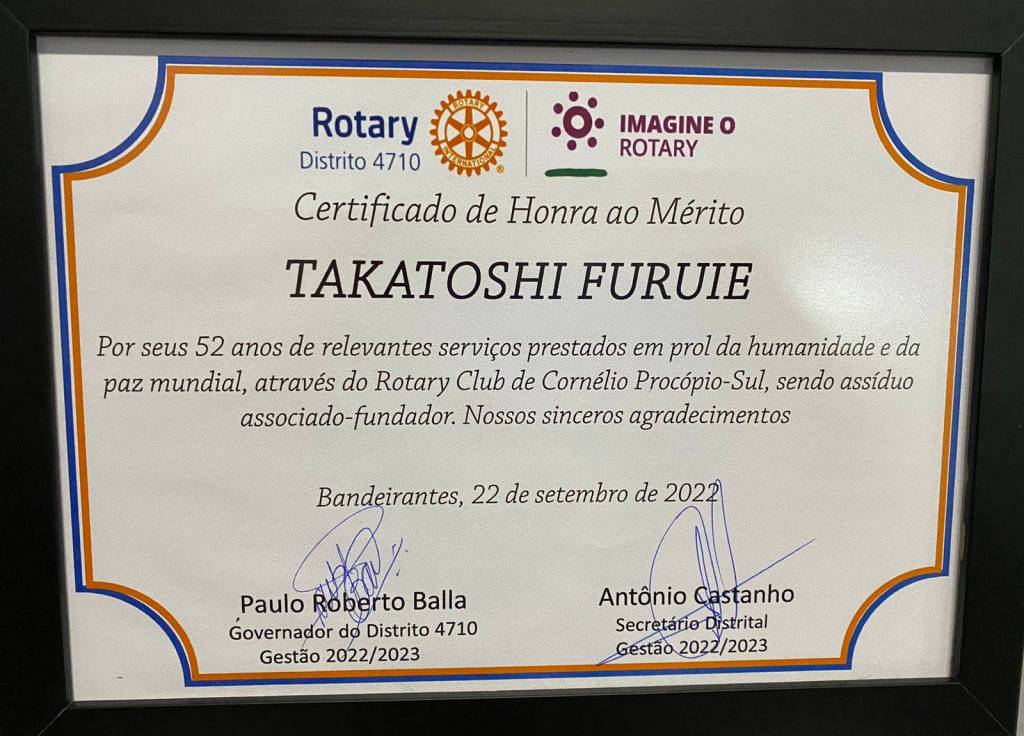 Rotary
Distrito 4710
ROTARY
INTERNATIONAL
IMAGINE O
ROTARY
Certificado de Honra ao Mérito
TAKATOSHI FURUIE
Por seus 52 anos de relevantes serviços prestados em prol da humanidade e da
paz mundial, através do Rotary Club de Cornélio Procópio-Sul, sendo assíduo
associado-fundador. Nossos sinceros agradecimentos
Bandeirantes, 22 de setembro de 2022
Paulo Roberto Balla
Governador do Distrito 4710
Gestão 2022/2023
Antônio Castanho
Secretário Distrital
Gestão 2022/2023